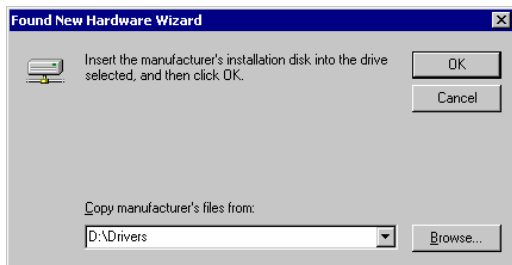 Found New Hardware Wizard
Insert the manufacturer's installation disk into the drive
selected, and then click OK.
OK
Cancel
Copy manufacturer's files from:
D:\Drivers
Browse...